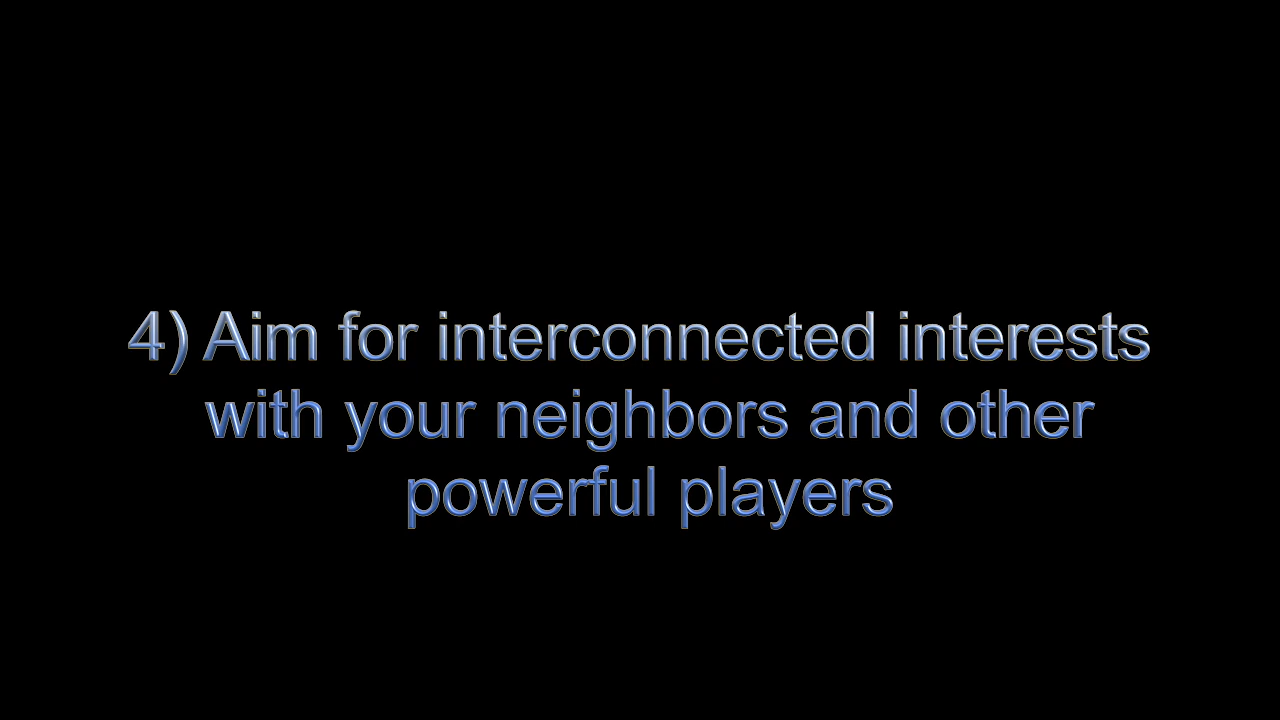 4) Aim for interconnected interests
with your neighbors and other
powerful players